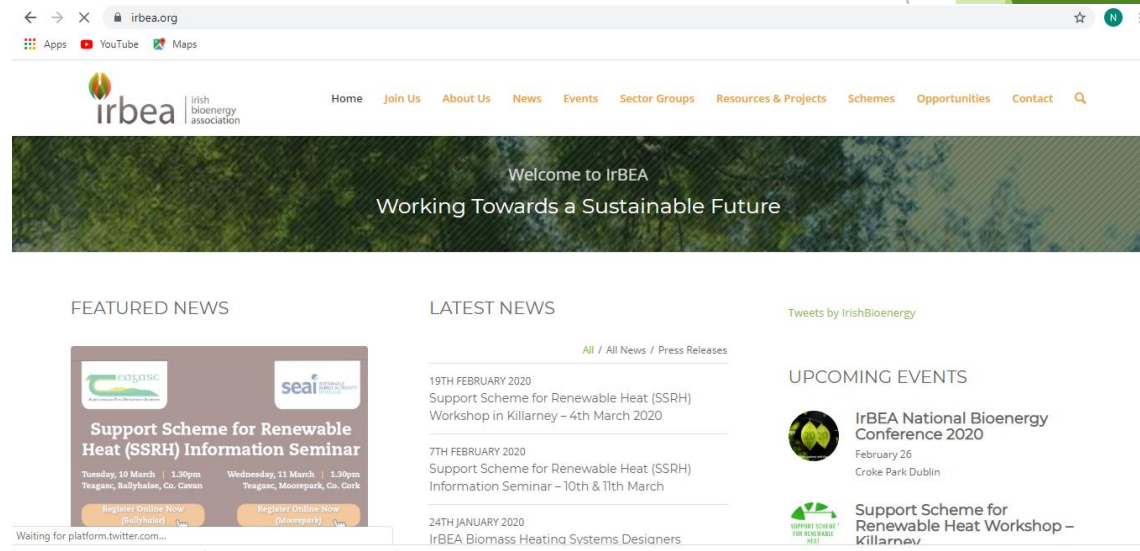 irbea.org
N
Apps YouTube Maps
irbea
irish
bioenergy
association
Home Join Us About Us News Events Sector Groups Resources & Projects Schemes Opportunities Contact
Welcome to IrBEA
Working Towards a Sustainable Future
FEATURED NEWS
eagasc
seai
Support Scheme for Renewable
Heat (SSRH) Information Seminar
Tuesday, 10 March | 1.30pm
Teagasc, Ballyhaise, Co. Cavan
Wednesday, 11 March | 1.30pm
Teagasc, Moorepark, Co. Cork
Register Online Now
(Ballyhaise)
Register Online Now
(Moorepark)
Waiting for platform.twitter.com...
LATEST NEWS
All / All News / Press Releases
19TH FEBRUARY 2020
Support Scheme for Renewable Heat (SSRH)
Workshop in Killarney – 4th March 2020
7TH FEBRUARY 2020
Support Scheme for Renewable Heat (SSRH)
Information Seminar – 10th & 11th March
24TH JANUARY 2020
IrBEA Biomass Heating Systems Designers
Tweets by IrishBioenergy
UPCOMING EVENTS
2020
IrBEA National Bioenergy
Conference 2020
February 26
Croke Park Dublin
SUPPORT SCHEME
FOR RENEWABLE
HEAT
Support Scheme for
Renewable Heat Workshop –
Killarney